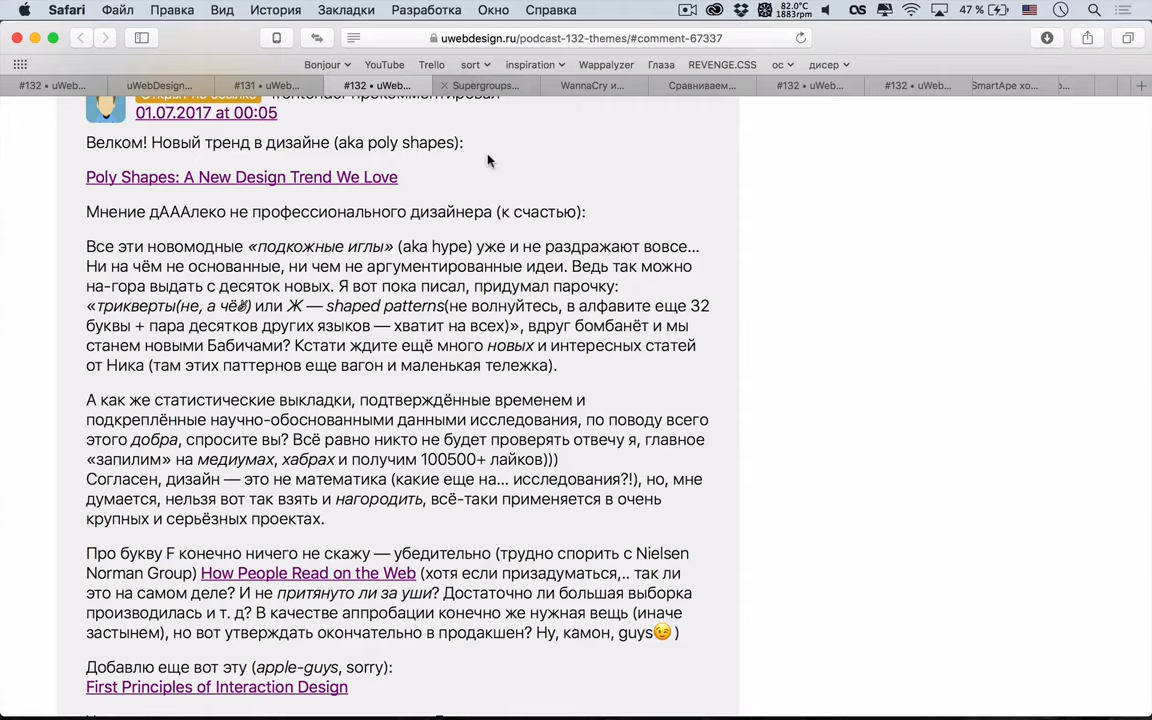 Safari Файл Правка Вид История Закладки Разработка Окно Справка 82.0°C 1883rpm 47 %
uwebdesign.ru/podcast-132-themes/#comment-67337
Bonjour YouTube Trello sort inspiration Wappalyzer Глаза REVENGE.CSS ос дисер
#132 • uWeb... uWebDesign... #131 • uWeb... #132 • uWeb... Supergroups... WannaCry и... Сравниваем... #132 • uWeb... #132 • uWeb... SmartApe хо...
01.07.2017 at 00:05
Велком! Новый тренд в дизайне (aka poly shapes):
Poly Shapes: A New Design Trend We Love
Мнение дАААлеко не профессионального дизайнера (к счастью):
Все эти новомодные «подкожные иглы» (aka hype) уже и не раздражают вовсе...
Ни на чём не основанные, ни чем не аргументированные идеи. Ведь так можно
на-гора выдать с десяток новых. Я вот пока писал, придумал парочку:
«трикверты(не, а чё✌) или Ж — shaped patterns(не волнуйтесь, в алфавите еще 32
буквы + пара десятков других языков — хватит на всех)», вдруг бомбанёт и мы
станем новыми Бабичами? Кстати ждите ещё много новых и интересных статей
от Ника (там этих паттернов еще вагон и маленькая тележка).
А как же статистические выкладки, подтверждённые временем и
подкреплённые научно-обоснованными данными исследования, по поводу всего
этого добра, спросите вы? Всё равно никто не будет проверять отвечу я, главное
«запилим» на медиумах, хабрах и получим 100500+ лайков)))
Согласен, дизайн — это не математика (какие еще на... исследования?!), но, мне
думается, нельзя вот так взять и нагородить, всё-таки применяется в очень
крупных и серьёзных проектах.
Про букву F конечно ничего не скажу — убедительно (трудно спорить с Nielsen
Norman Group) How People Read on the Web (хотя если призадуматься,.. так ли
это на самом деле? И не притянуто ли за уши? Достаточно ли большая выборка
производилась и т. д? В качестве аппробации конечно же нужная вещь (иначе
застынем), но вот утверждать окончательно в продакшен? Ну, камон, guys😉 )
Добавлю еще вот эту (apple-guys, sorry):
First Principles of Interaction Design